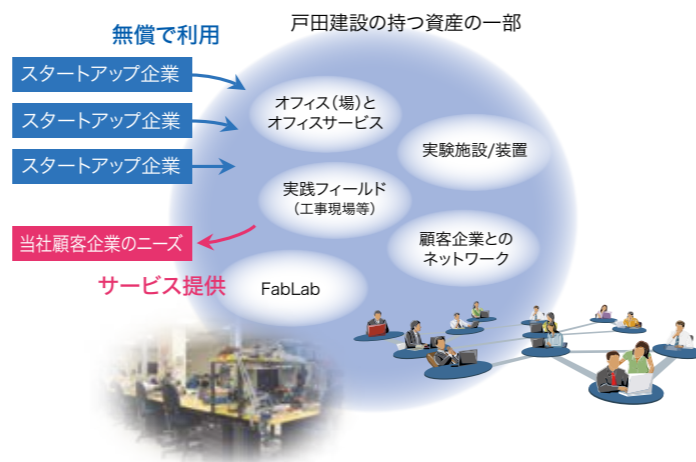 戸田建設の持つ資産の一部
無償で利用
スタートアップ企業
スタートアップ企業
スタートアップ企業
オフィス（場）と
オフィスサービス
実験施設/装置
実践フィールド
（工事現場等）
当社顧客企業のニーズ
顧客企業との
ネットワーク
サービス提供
FabLab